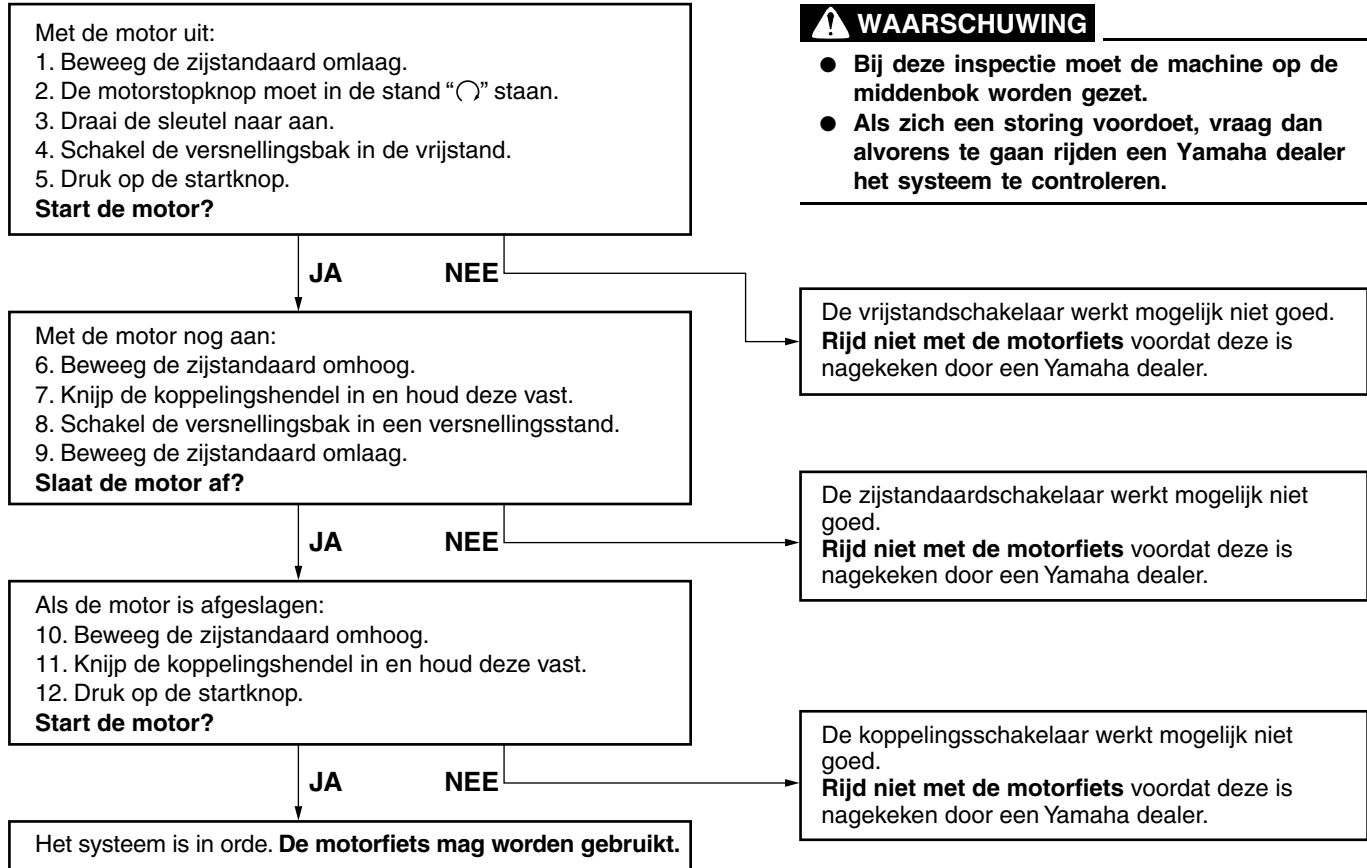 Met de motor uit:
1. Beweeg de zijstandaard omlaag.
2. De motorstopknop moet in de stand “” staan.
3. Draai de sleutel naar aan.
4. Schakel de versnellingsbak in de vrijstand.
5. Druk op de startknop.
Start de motor?
WAARSCHUWING
● Bij deze inspectie moet de machine op de
middenbok worden gezet.
● Als zich een storing voordoet, vraag dan
alvorens te gaan rijden een Yamaha dealer
het systeem te controleren.
JA NEE
De vrijstandschakelaar werkt mogelijk niet goed.
Rijd niet met de motorfiets voordat deze is
nagekeken door een Yamaha dealer.
Met de motor nog aan:
6. Beweeg de zijstandaard omhoog.
7. Knijp de koppelingshendel in en houd deze vast.
8. Schakel de versnellingsbak in een versnellingsstand.
9. Beweeg de zijstandaard omlaag.
Slaat de motor af?
JA NEE
De zijstandaardschakelaar werkt mogelijk niet
goed.
Rijd niet met de motorfiets voordat deze is
nagekeken door een Yamaha dealer.
Als de motor is afgeslagen:
10. Beweeg de zijstandaard omhoog.
11. Knijp de koppelingshendel in en houd deze vast.
12. Druk op de startknop.
Start de motor?
JA NEE
De koppelingsschakelaar werkt mogelijk niet
goed.
Rijd niet met de motorfiets voordat deze is
nagekeken door een Yamaha dealer.
Het systeem is in orde. De motorfiets mag worden gebruikt.